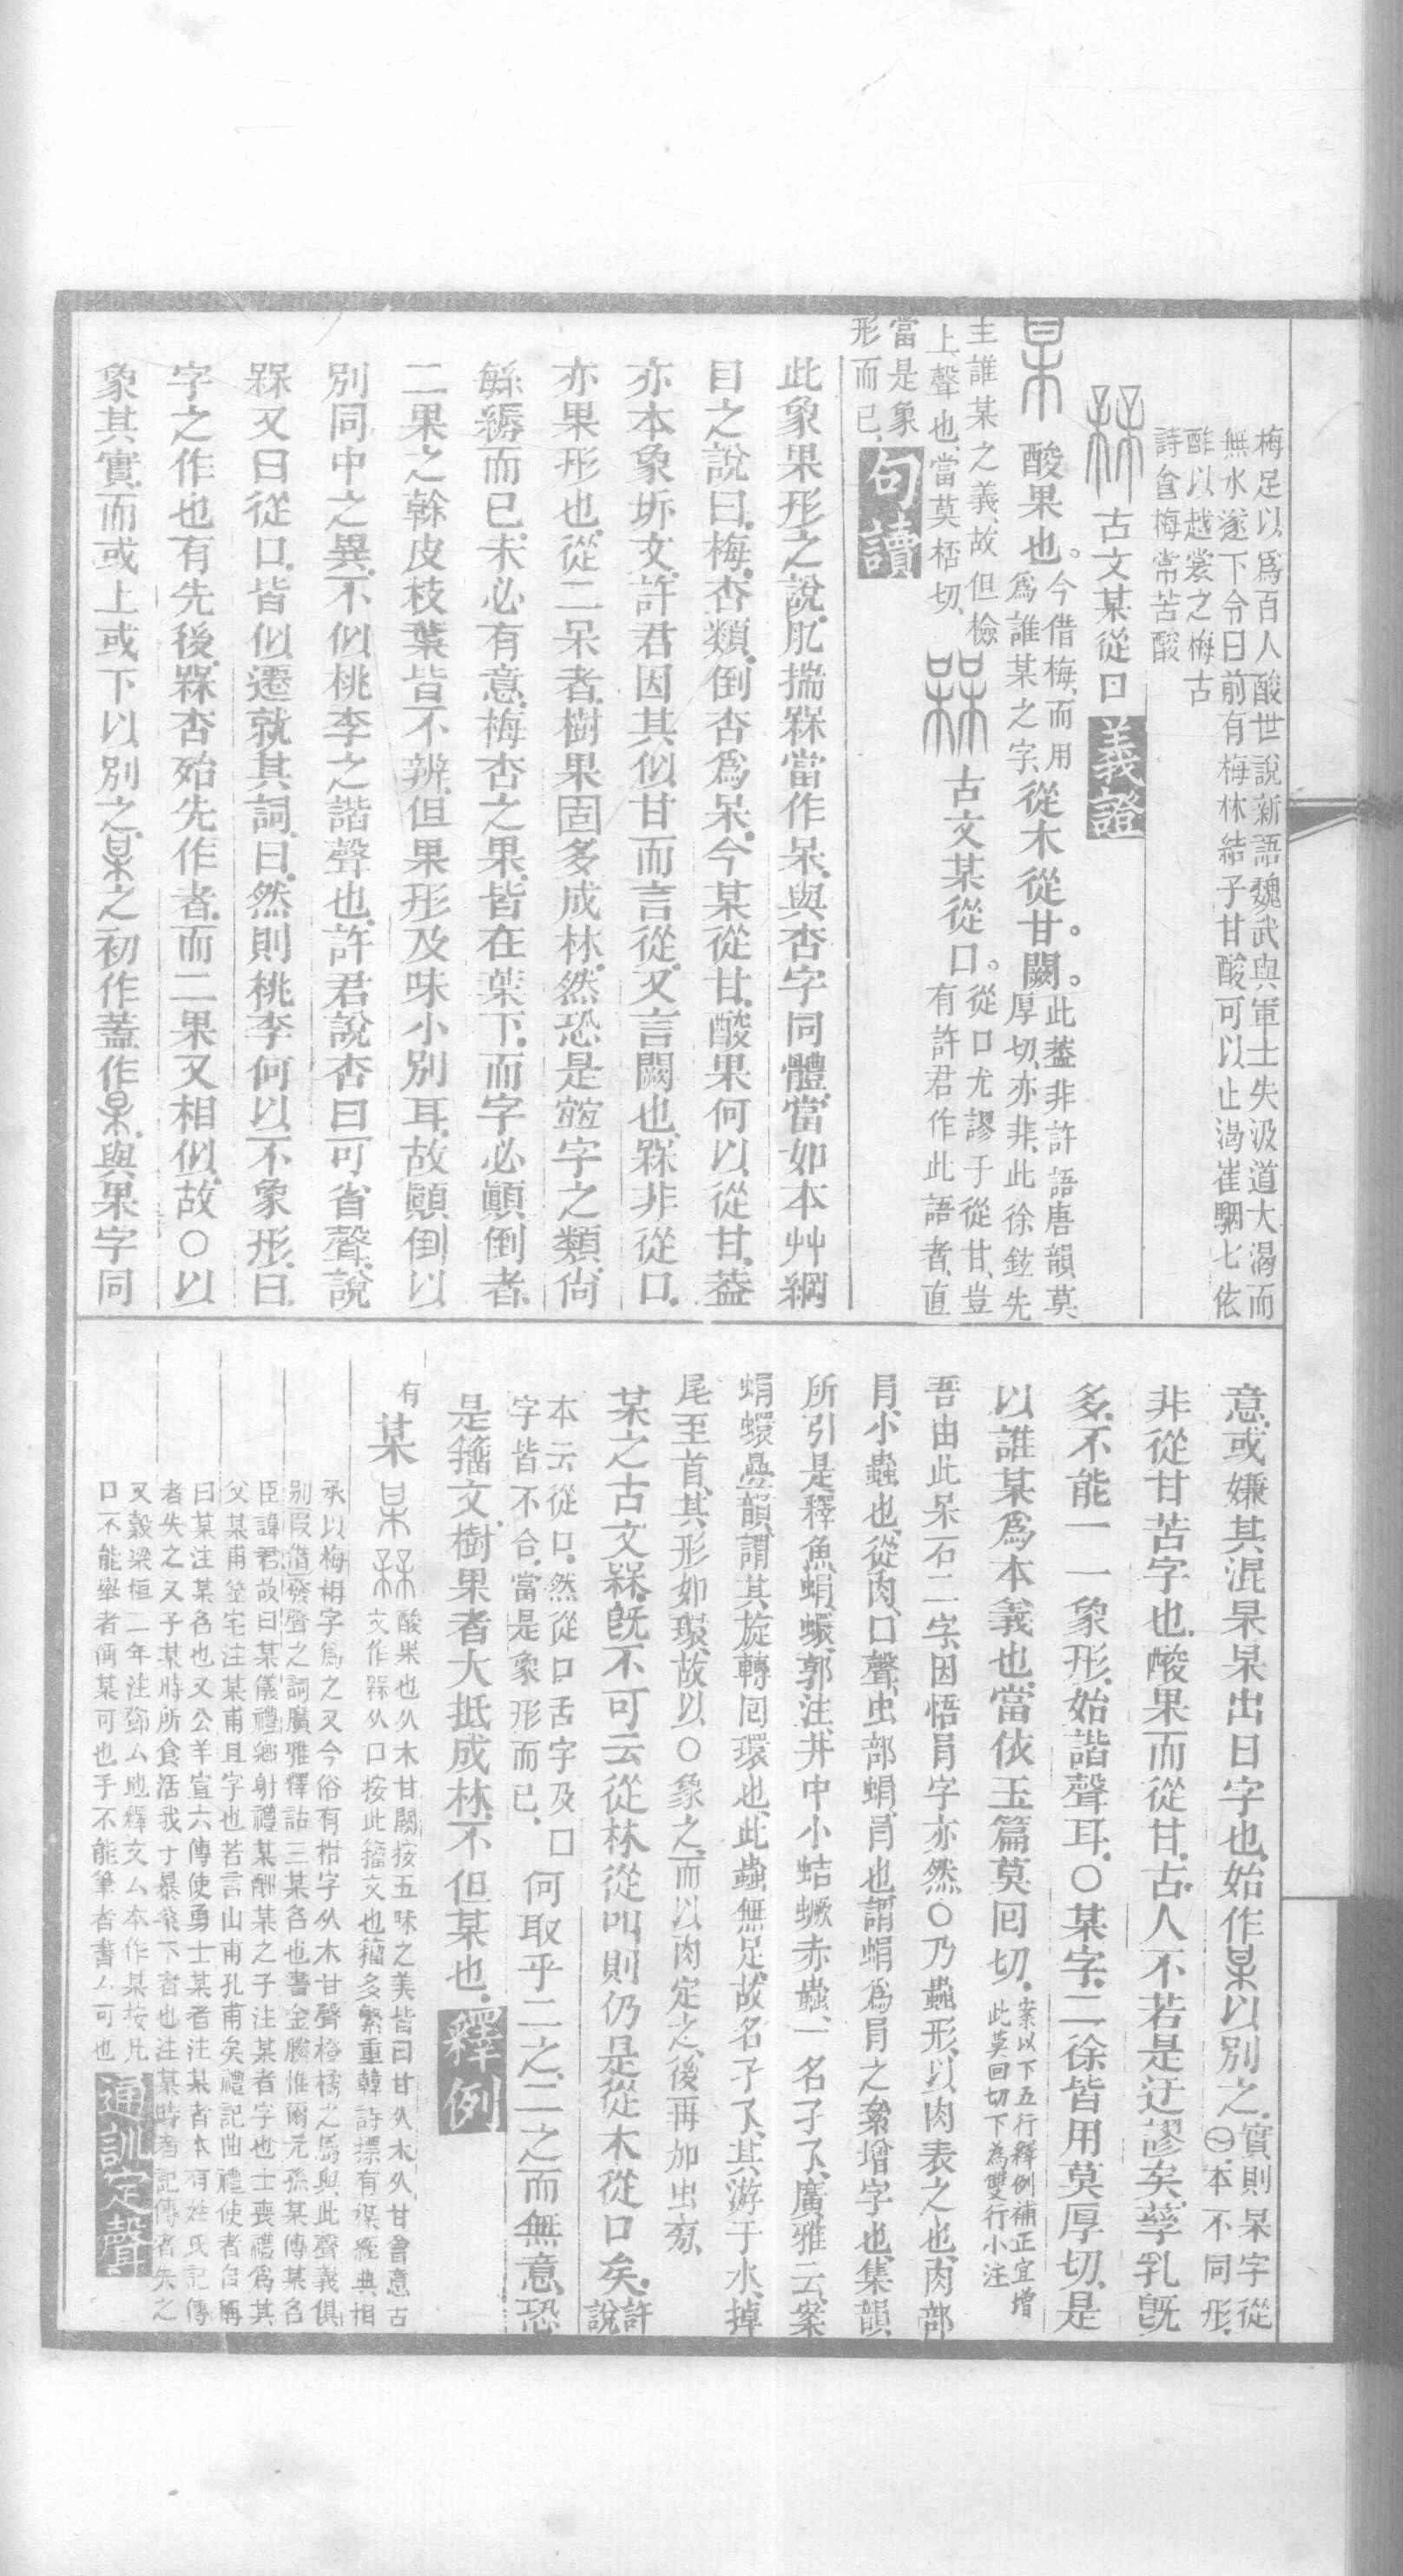 梅足以爲百人酸世說新語魏武與軍士失汲道大渴而
無水遂下令曰前有梅林結子甘酸可以止渴崔駰七依
酢以越裳之梅古
詩食梅常苦酸
古文某從口義證
某酸果也。今借梅、而用
爲誰某之字、從木從甘。闕。此葢非許語唐韻莫
厚切、亦非、此徐鉉先
主誰某之義、故但檢
上聲也、當莫桮切、
古文某從口。從口尤謬于從甘、豈
有許君作此語者、直
當是象
形而已、句讀
此象果形之說、肊揣槑當作呆、與杏字同體、當如本艸綱
目之說曰、梅、杏類、倒杏爲呆、今某從甘、酸果何以從甘、葢
亦本象形文、許君因其似甘而言從、又言闕也、槑非從口、
亦果形也、從二呆者、樹果固多成林、然恐是㝮字之類、尙
緐縟而已、未必有意、梅杏之果、皆在葉下、而字必顚倒者、
二果之榦皮枝葉皆不辨、但果形及味小別耳、故顚倒以
別同中之異、不似桃李之諧聲也、許君說杏曰可省聲、說
槑又曰從口、皆似遷就其詞、曰、然則桃李何以不象形、曰、
字之作也有先後、槑杏殆先作者、而二果又相似、故〇以
象其實、而或上或下以別之、某之初作蓋作杲、與果字同
意、或嫌其混杲杲出日字也、始作某以別之、實則杲字從
㊀、本不同形、
非從甘苦字也、酸果而從甘、古人不若是迂謬矣、孳乳旣
多、不能一一象形、始諧聲耳、〇某字、二徐皆用莫厚切、是
以誰某爲本義也、當依玉篇莫回切、案以下五行釋例補正宜增
此莫回切下為雙行小注
吾由此呆石二字、因悟肙字亦然、〇乃蟲形、以肉表之也、肉部
肙、小蟲也、從肉、口聲、虫部蜎、肙也、謂蜎爲肙之絫增字也、集韻
所引是釋魚蜎、蠉、郭注、井中小蛣蟩赤蟲、一名孑孓、廣雅云、案
蜎蠉疊韻、謂其旋轉回環也、此蟲無足、故名孑孓、其游于水、掉
尾至首、其形如環、故以〇象之、而以肉定之、後再加虫㫄、
某之古文槑、旣不可云從林從吅、則仍是從木從口矣、許
說
本云從口、然從口舌字及口
字皆不合、當是象形而已、何取乎二之、二之而無意、恐
是籀文、樹果者大抵成林、不但某也、釋例
有
某酸果也从木甘闕按五味之美皆曰甘从木从甘會意古
文作槑从口按此籀文也籀多繁重韓詩摽有楳經典相
承以梅枏字爲之又今俗有柑字从木甘聲橙橘之屬與此聲義俱
別叚借發聲之詞廣雅釋詁三某名也書金縢惟爾元孫某傳某名
臣諱君故曰某儀禮鄉射禮某酬某之子注某者字也士喪禮爲其
父某甫筮宅注某甫且字也若言山甫孔甫矣禮記曲禮使者自稱
曰某注某名也又公羊宣六傳使勇士某者注某者本有姓氏記傳
者失之又子某時所食活我于暴桑下者也注某時者記傳者失之
又穀梁桓二年注鄧厶地釋文厶本作某按凡
口不能舉者偁某可也手不能筆者書厶可也通訓定聲